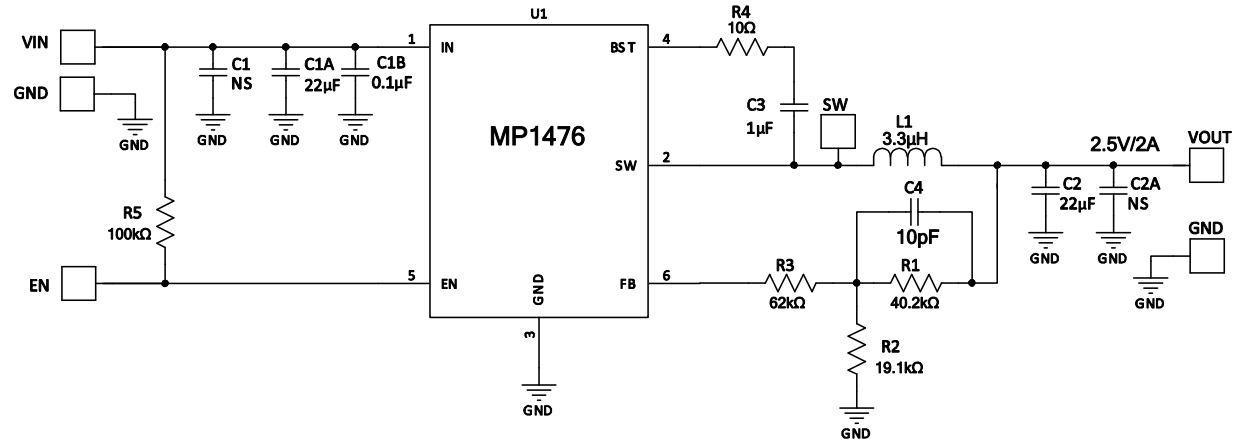 U1
VIN
GND
GND
C1
NS
GND
C1A
22µF
GND
C1B
0.1µF
GND
1
IN
MP1476
BST
4
R4
10Ω
C3
1µF
SW
L1
3.3µH
SW
2
2.5V/2A
VOUT
C2
22µF
GND
C2A
NS
GND
GND
GND
C4
10pF
R5
100kΩ
EN
5
EN
GND
3
GND
FB
6
R3
62kΩ
R1
40.2kΩ
R2
19.1kΩ
GND